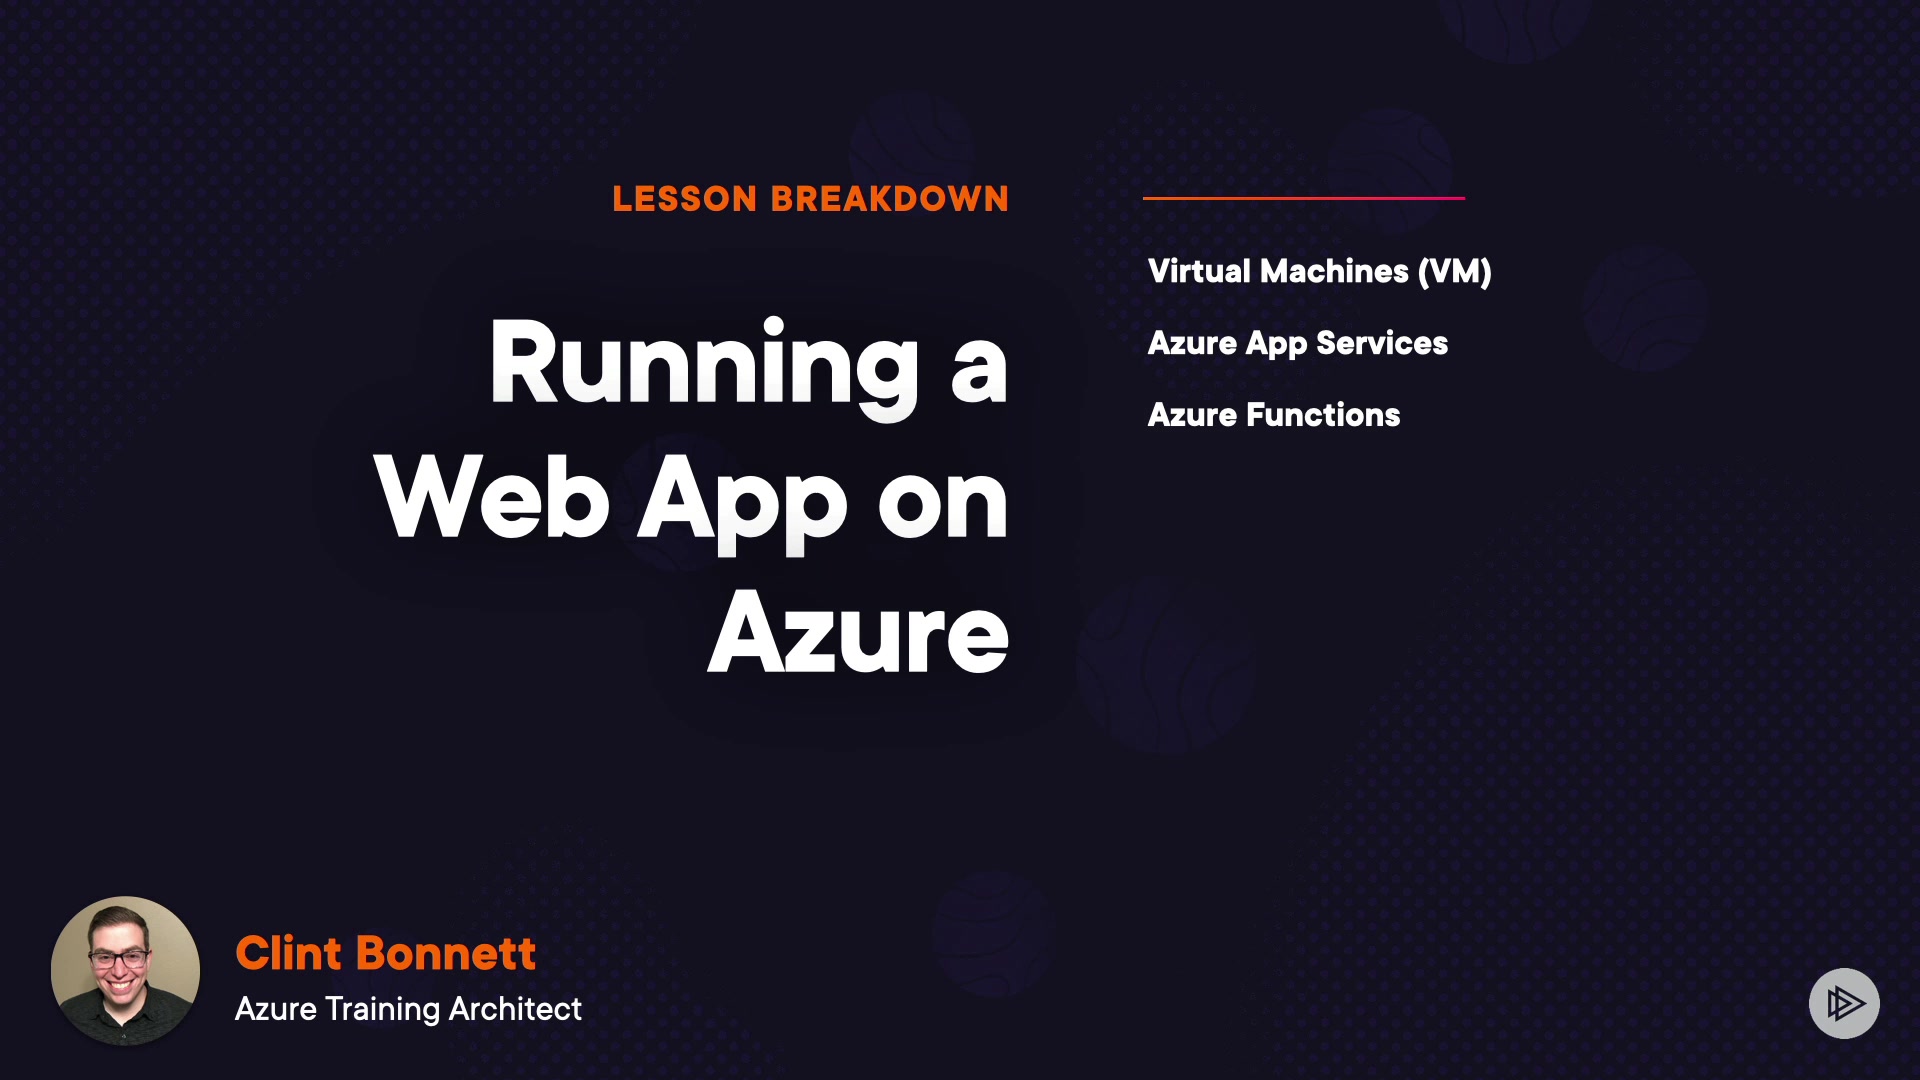 LESSON BREAKDOWN
Running a
Web App on
Azure
Virtual Machines (VM)
Azure App Services
Azure Functions
Clint Bonnett
Azure Training Architect